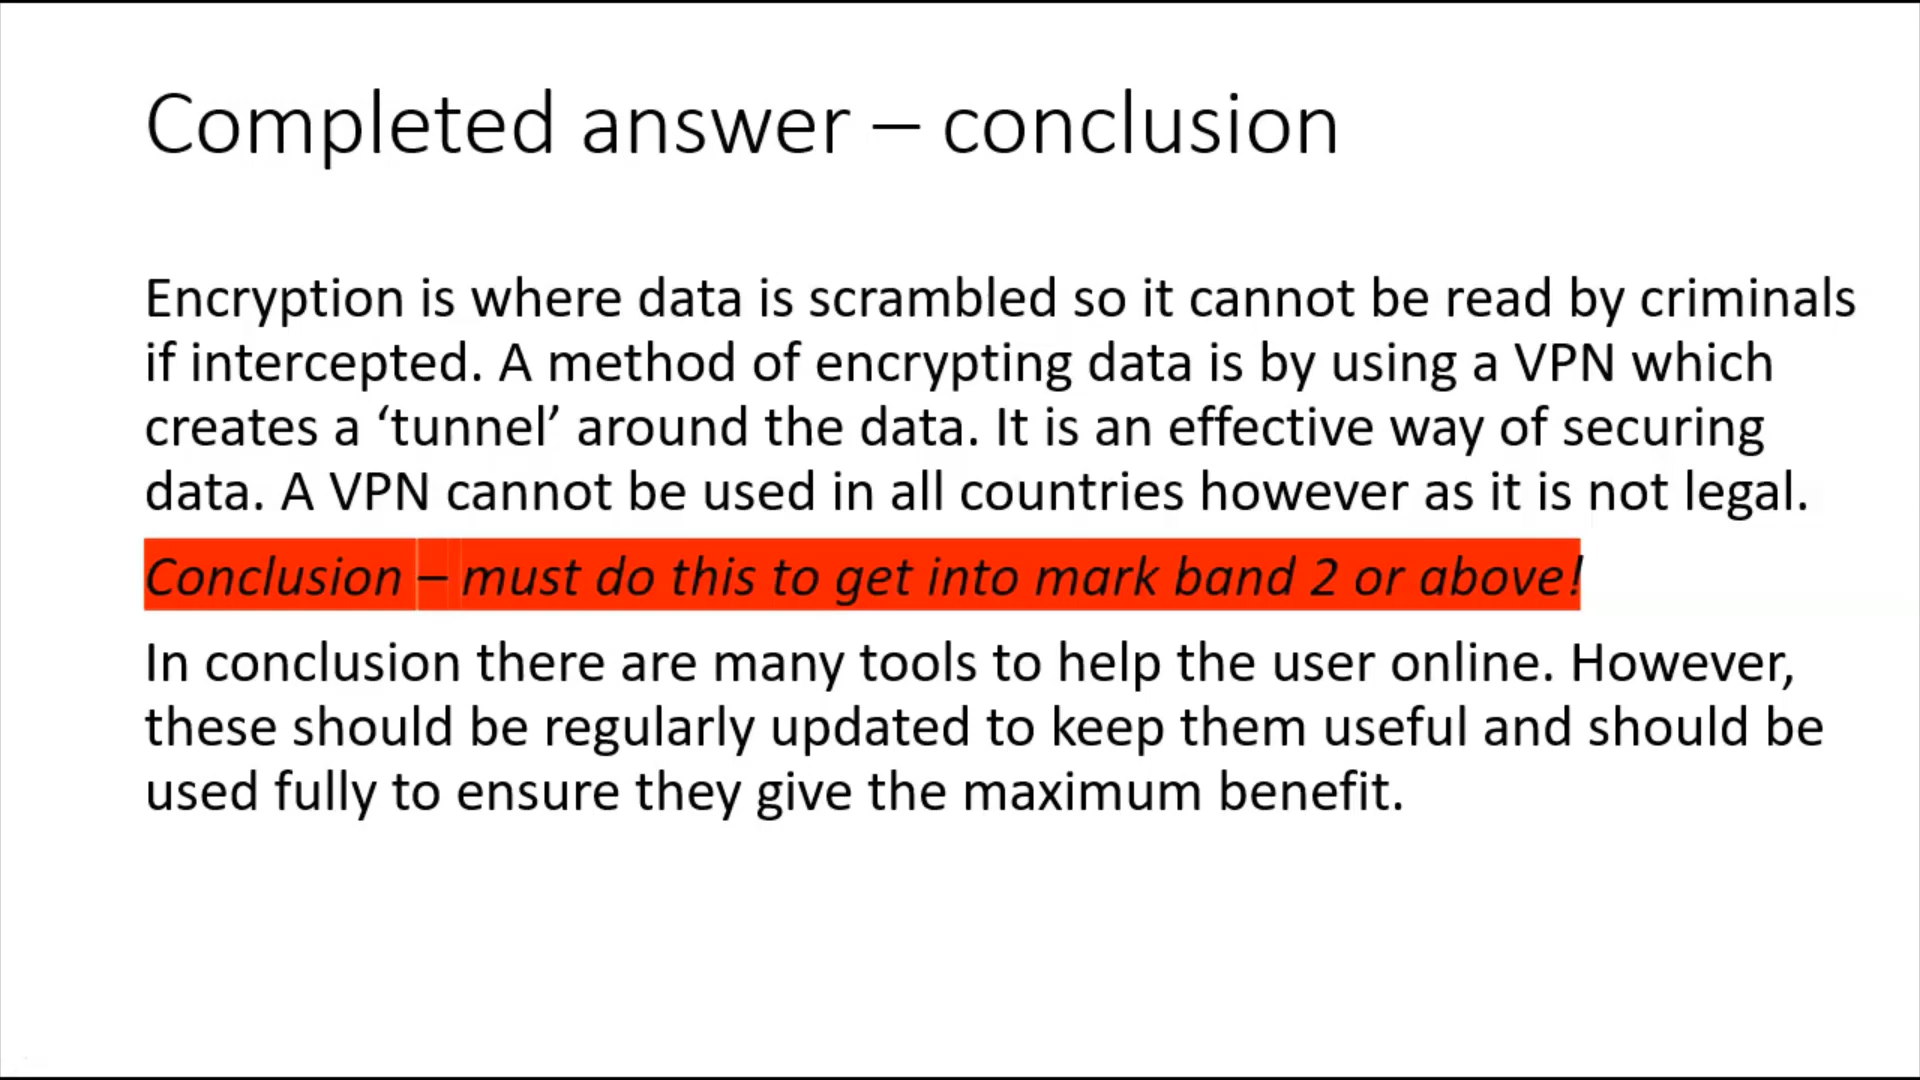 Completed answer – conclusion
Encryption is where data is scrambled so it cannot be read by criminals
if intercepted. A method of encrypting data is by using a VPN which
creates a ‘tunnel’ around the data. It is an effective way of securing
data. A VPN cannot be used in all countries however as it is not legal.
Conclusion – must do this to get into mark band 2 or above!
In conclusion there are many tools to help the user online. However,
these should be regularly updated to keep them useful and should be
used fully to ensure they give the maximum benefit.